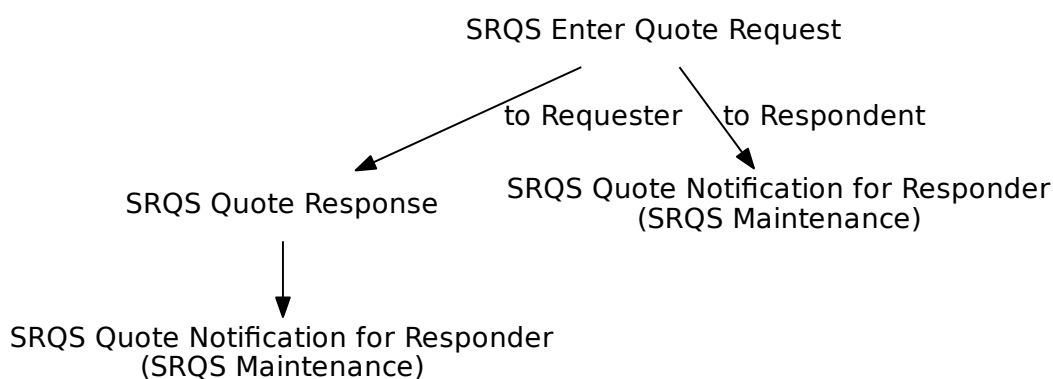 SRQS Enter Quote Request
to Requester
to Respondent
SRQS Quote Response
SRQS Quote Notification for Responder
(SRQS Maintenance)
SRQS Quote Notification for Responder
(SRQS Maintenance)